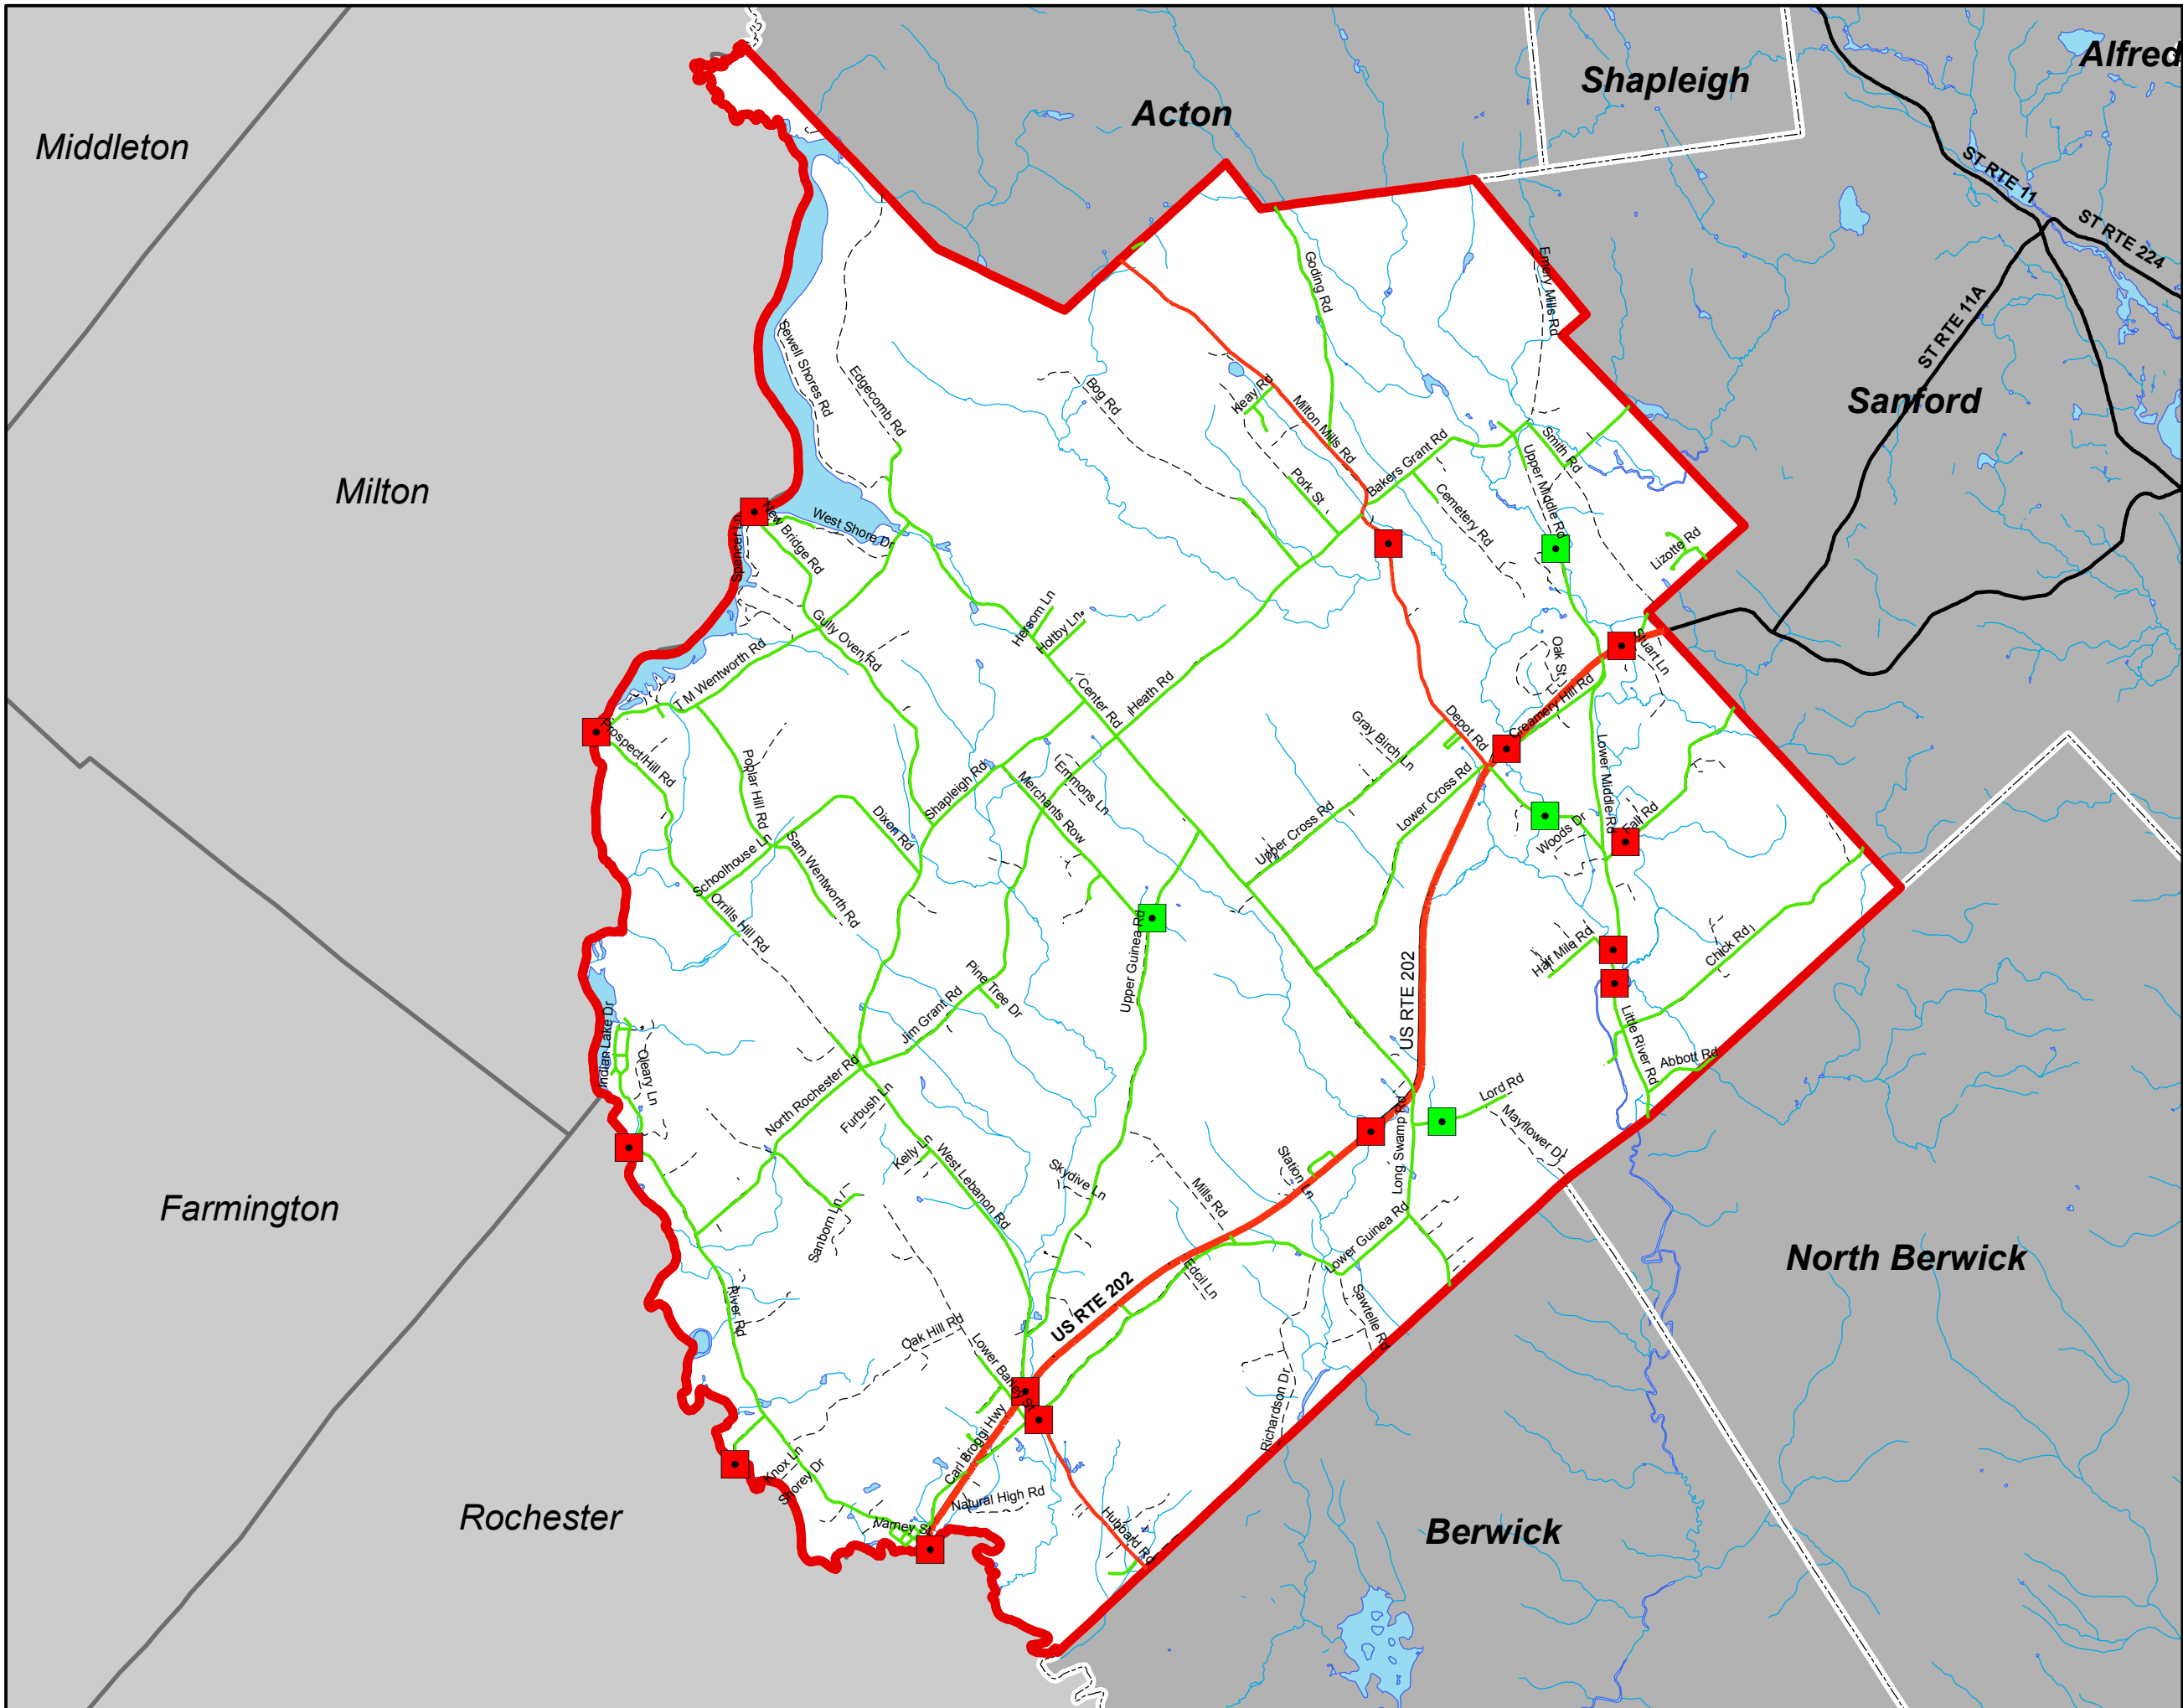 Alfred
Shapleigh
Acton
Middleton
ST RTE 11
ST RTE 224
ST RTE 11A
Sanford
Milton
Emery Mills Rd
Goding Rd
Sewell Shores Rd
Edgecomb Rd
Bog Rd
Keay Rd
Milton Mills Rd
Bakers Grant Rd
Smith Rd
Upper Middle Rd
Pork St
Cemetery Rd
Lizotte Rd
New Bridge Rd
West Shore Dr
Spencer Ln
Hersom Ln
Holtby Ln
Gully Oven Rd
T M Wentworth Rd
Oak St
Stuart Ln
Center Rd
Heath Rd
Creamery Hill Rd
Depot Rd
Gray Birch Ln
Prospect Hill Rd
Poplar Hill Rd
Shapleigh Rd
Emmons Ln
Merchants Row
Lower Cross Rd
Upper Cross Rd
Lower Middle Rd
Fall Rd
Woods Dr
Dixon Rd
Schoolhouse Ln
Sam Wentworth Rd
Orrills Hill Rd
Upper Guinea Rd
Half Mile Rd
Chick Rd
US RTE 202
Pine Tree Dr
Jim Grant Rd
Indian Lake Dr
Oleary Ln
Little River Rd
Abbott Rd
North Rochester Rd
Furbush Ln
Lord Rd
Mayflower Dr
Long Swamp Rd
Kelly Ln
West Lebanon Rd
Skydive Ln
Station Ln
Mills Rd
Farmington
Sanborn Ln
Lower Guinea Rd
North Berwick
Edcil Ln
River Rd
US RTE 202
Sawtelle Rd
Oak Hill Rd
Lower Barley St
Richardson Dr
Carl Broggi Hwy
Knox Ln
Shorey Dr
Natural High Rd
Varney St
Hubbard Rd
Rochester
Berwick